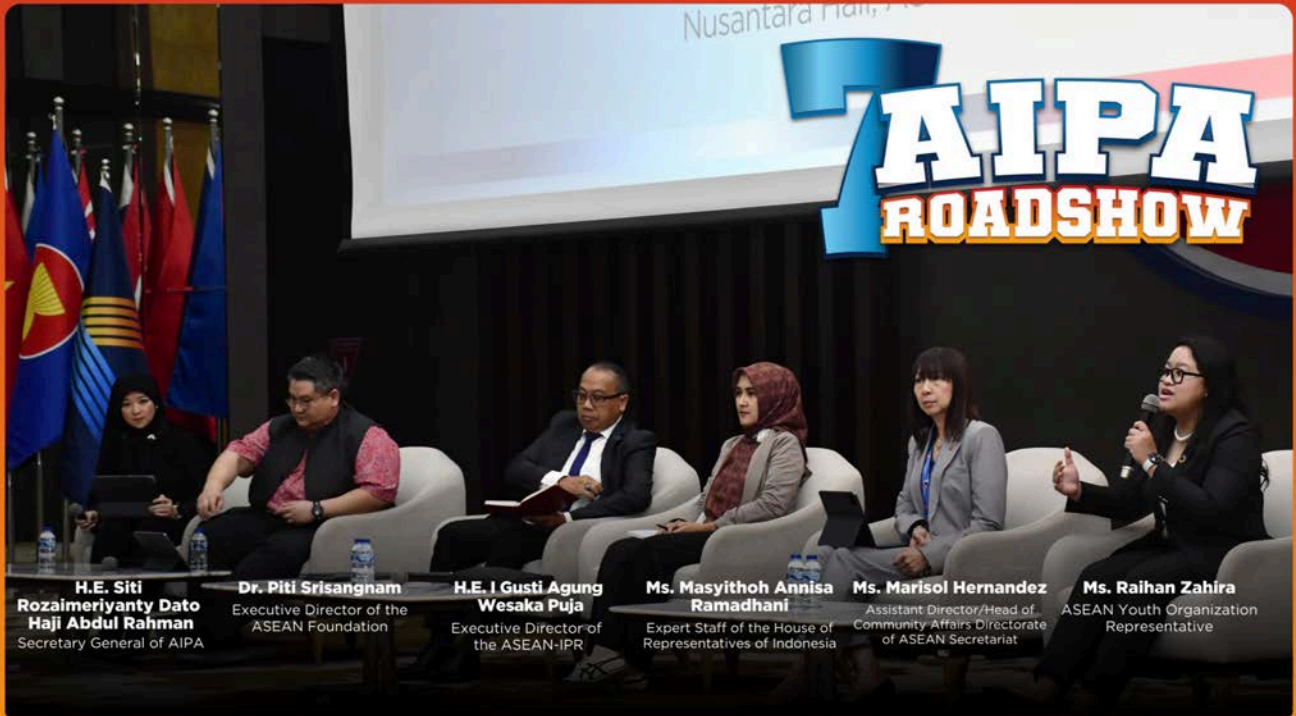 Nusantara Hall,
7
AIPA
ROADSHOW
H.E. Siti
Rozaimeriyanty Dato
Haji Abdul Rahman
Secretary General of AIPA
Dr. Piti Srisangnam
Executive Director of the
ASEAN Foundation
H.E. I Gusti Agung
Wesaka Puja
Executive Director of
the ASEAN-IPR
Ms. Masyithoh Annisa
Ramadhani
Expert Staff of the House of
Representatives of Indonesia
Ms. Marisol Hernandez
Assistant Director/Head of
Community Affairs Directorate
of ASEAN Secretariat
Ms. Raihan Zahira
ASEAN Youth Organization
Representative